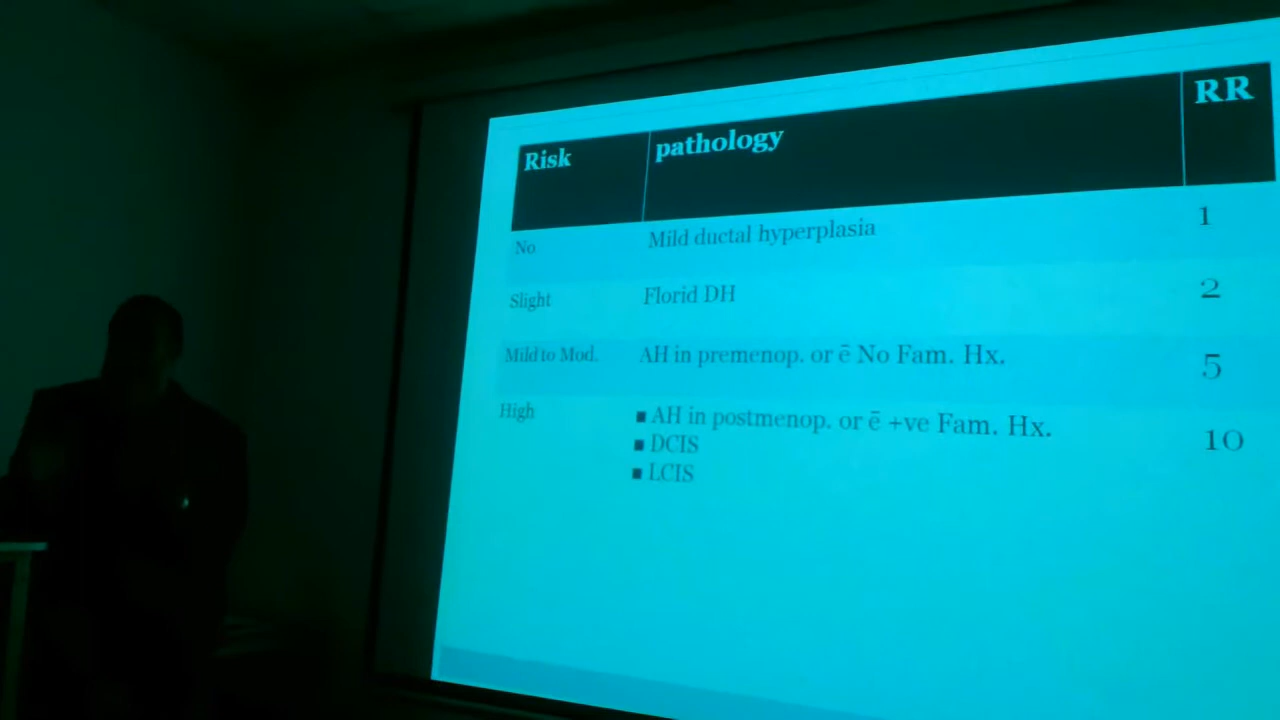 Risk pathology RR
No Mild ductal hyperplasia 1
Slight Florid DH 2
Mild to Mod. AH in premenop. or ē No Fam. Hx. 5
High ▪ AH in postmenop. or ē +ve Fam. Hx. 10
▪ DCIS
▪ LCIS